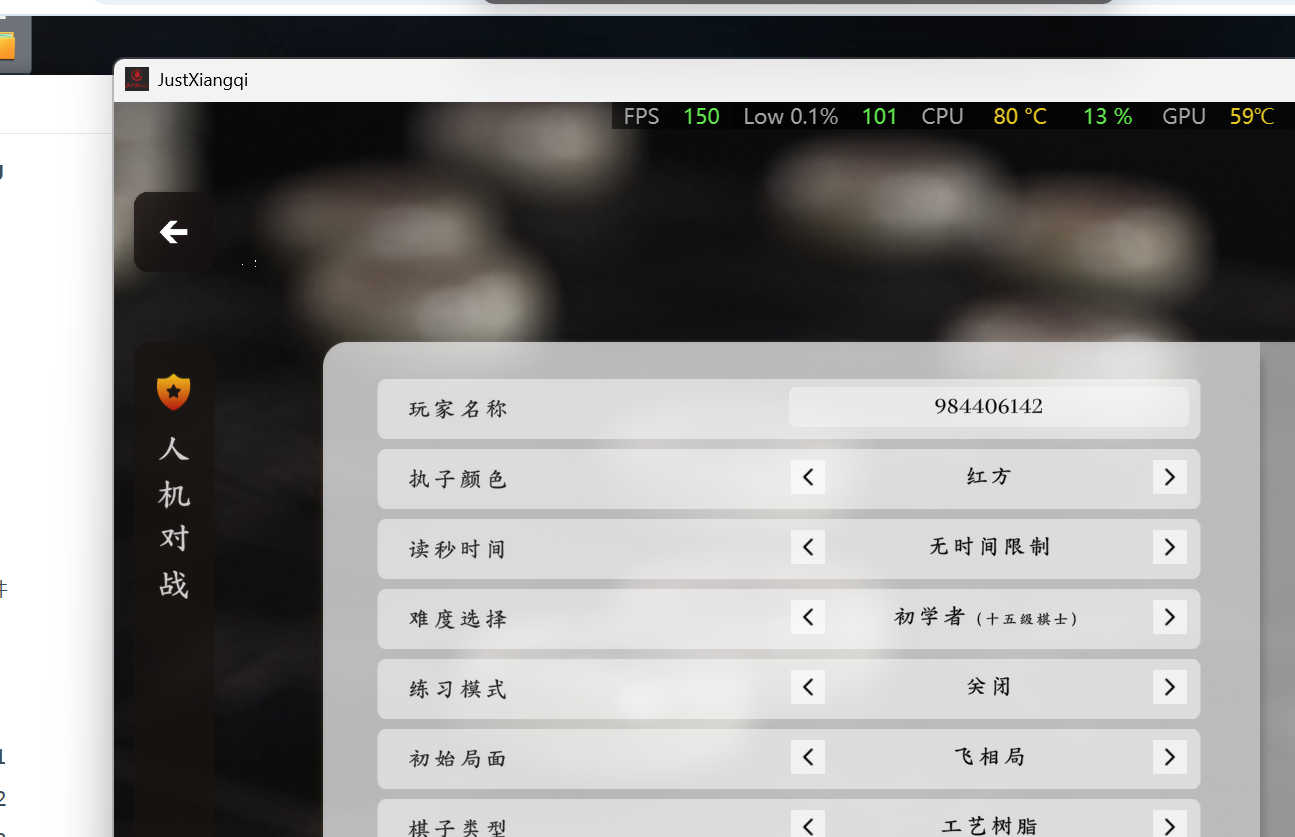 JustXiangqi
FPS 150 Low 0.1% 101 CPU 80 °C 13 % GPU 59°C
人机对战
玩家名称 984406142
执子颜色 红方
读秒时间 无时间限制
难度选择 初学者（十五级棋士）
练习模式 关闭
初始局面 飞相局
棋子类型 工艺树脂
1
2